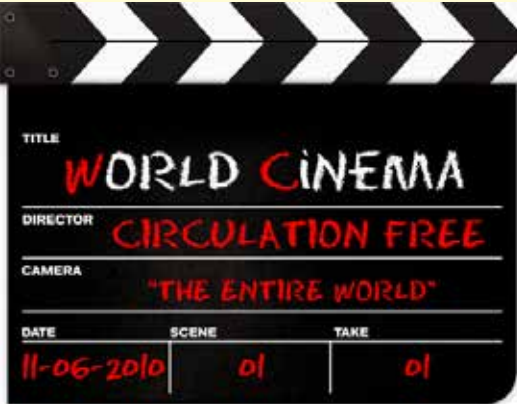 TITLE
WORLD CINEMA
DIRECTOR CIRCULATION FREE
CAMERA
"THE ENTIRE WORLD"
DATE SCENE TAKE
11-06-2010 01 01